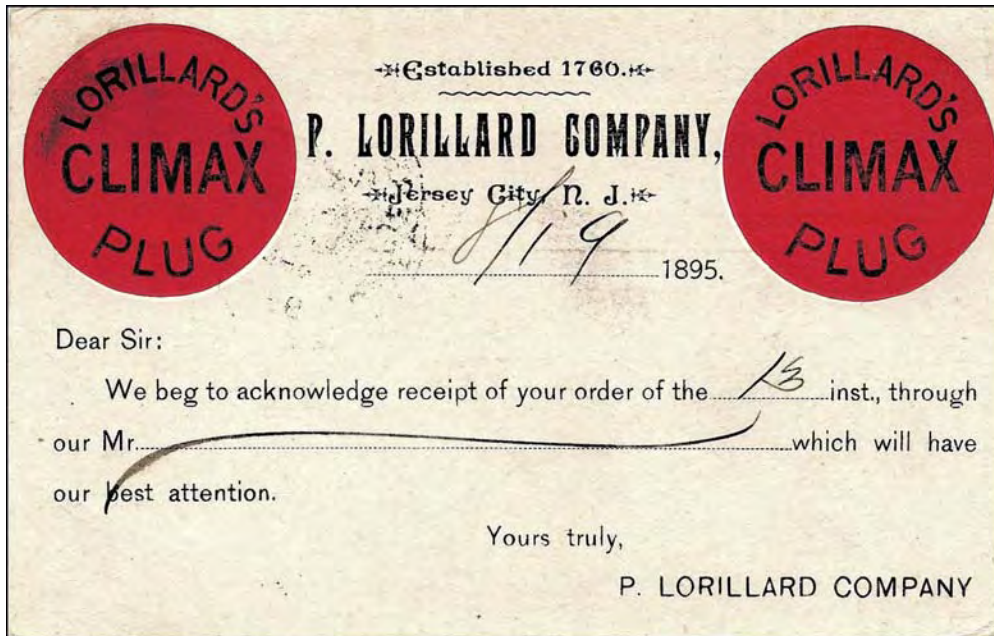 LORILLARD'S
CLIMAX
PLUG
Established 1760.
P. LORILLARD COMPANY,
Jersey City, N. J.
8/19 1895.
LORILLARD'S
CLIMAX
PLUG
Dear Sir:
We beg to acknowledge receipt of your order of the inst., through
our Mr. which will have
our best attention.
Yours truly,
P. LORILLARD COMPANY